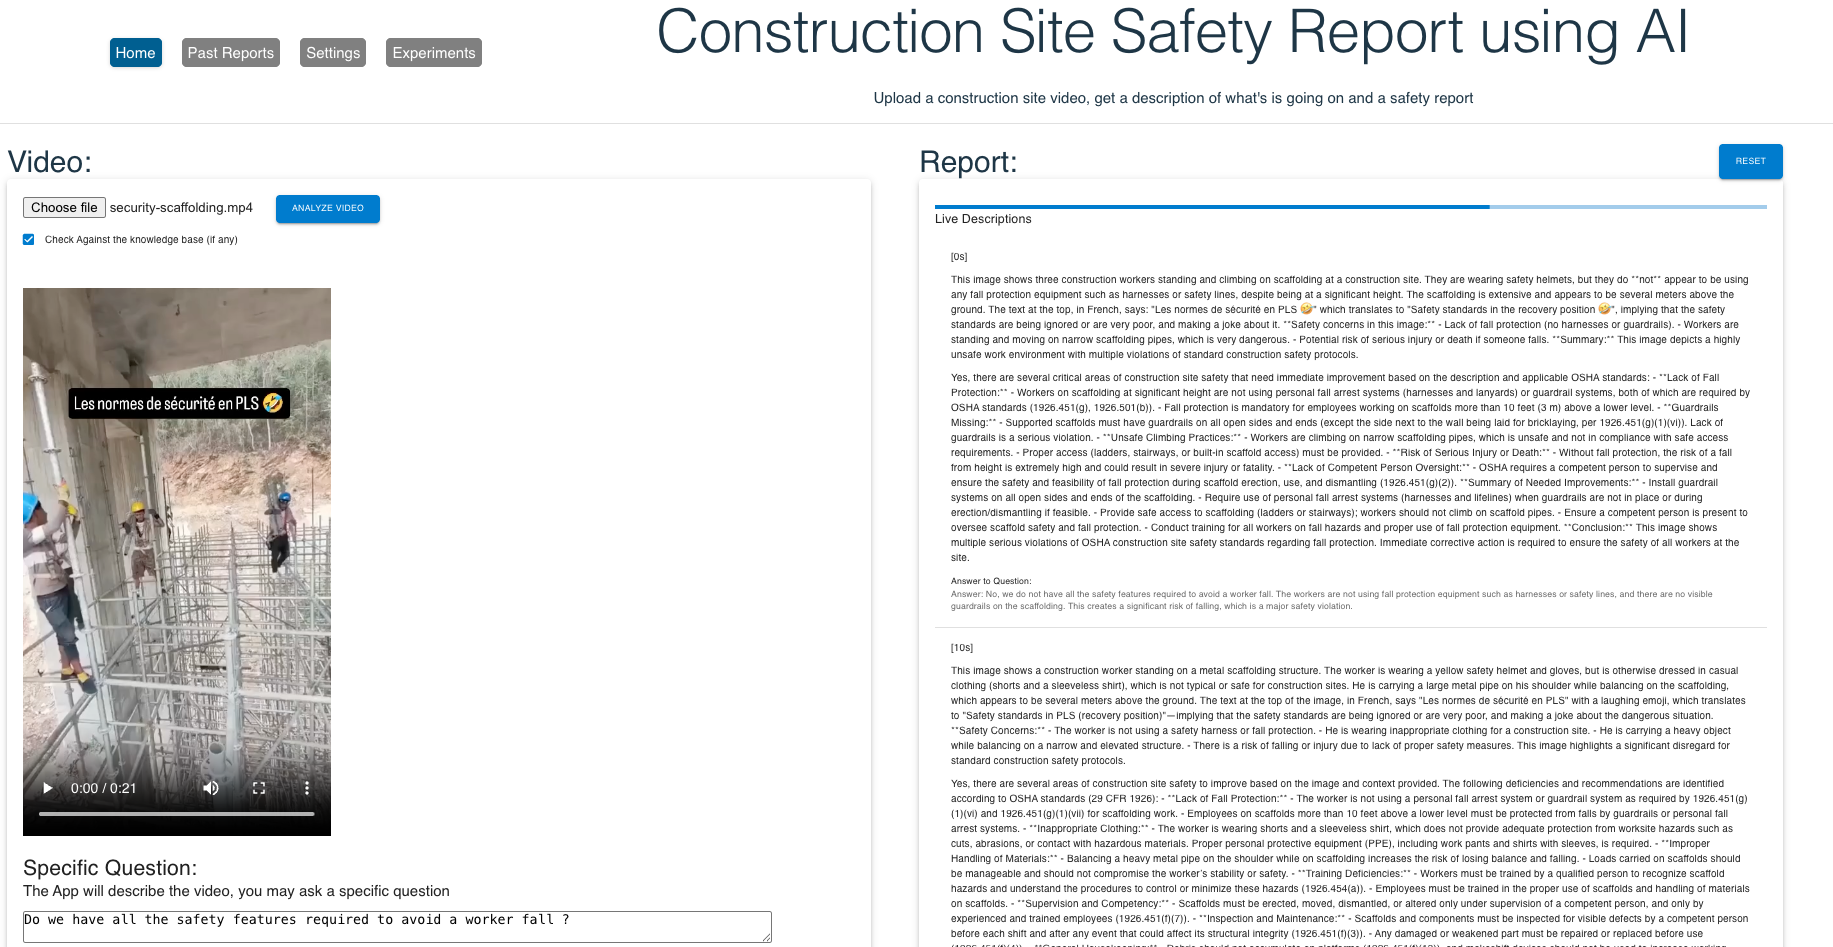 Construction Site Safety Report using AI
Home
Past Reports
Settings
Experiments
Upload a construction site video, get a description of what's is going on and a safety report
Video:
Choose file security-scaffolding.mp4
ANALYZE VIDEO
Check Against the knowledge base (if any)
Les normes de sécurité en PLS 🤣
0:00 / 0:21
Specific Question:
The App will describe the video, you may ask a specific question
Do we have all the safety features required to avoid a worker fall ?
Report:
RESET
Live Descriptions
[0s]
This image shows three construction workers standing and climbing on scaffolding at a construction site. They are wearing safety helmets, but they do **not** appear to be using
any fall protection equipment such as harnesses or safety lines, despite being at a significant height. The scaffolding is extensive and appears to be several meters above the
ground. The text at the top, in French, says: "Les normes de sécurité en PLS 🤣" which translates to "Safety standards in the recovery position 🤣", implying that the safety
standards are being ignored or are very poor, and making a joke about it. **Safety concerns in this image:** - Lack of fall protection (no harnesses or guardrails). - Workers are
standing and moving on narrow scaffolding pipes, which is very dangerous. - Potential risk of serious injury or death if someone falls. **Summary:** This image depicts a highly
unsafe work environment with multiple violations of standard construction safety protocols.
Yes, there are several critical areas of construction site safety that need immediate improvement based on the description and applicable OSHA standards: - **Lack of Fall
Protection:** - Workers on scaffolding at significant height are not using personal fall arrest systems (harnesses and lanyards) or guardrail systems, both of which are required by
OSHA standards (1926.451(g), 1926.501(b)). - Fall protection is mandatory for employees working on scaffolds more than 10 feet (3 m) above a lower level. - **Guardrails
Missing:** - Supported scaffolds must have guardrails on all open sides and ends (except the side next to the wall being laid for bricklaying, per 1926.451(g)(1)(vi)). Lack of
guardrails is a serious violation. - **Unsafe Climbing Practices:** - Workers are climbing on narrow scaffolding pipes, which is unsafe and not in compliance with safe access
requirements. - Proper access (ladders, stairways, or built-in scaffold access) must be provided. - **Risk of Serious Injury or Death:** - Without fall protection, the risk of a fall
from height is extremely high and could result in severe injury or fatality. - **Lack of Competent Person Oversight:** - OSHA requires a competent person to supervise and
ensure the safety and feasibility of fall protection during scaffold erection, use, and dismantling (1926.451(g)(2)). **Summary of Needed Improvements:** - Install guardrail
systems on all open sides and ends of the scaffolding. - Require use of personal fall arrest systems (harnesses and lifelines) when guardrails are not in place or during
erection/dismantling if feasible. - Provide safe access to scaffolding (ladders or stairways); workers should not climb on scaffold pipes. - Ensure a competent person is present to
oversee scaffold safety and fall protection. - Conduct training for all workers on fall hazards and proper use of fall protection equipment. **Conclusion:** This image shows
multiple serious violations of OSHA construction site safety standards regarding fall protection. Immediate corrective action is required to ensure the safety of all workers at the
site.
Answer to Question:
Answer: No, we do not have all the safety features required to avoid a worker fall. The workers are not using fall protection equipment such as harnesses or safety lines, and there are no visible
guardrails on the scaffolding. This creates a significant risk of falling, which is a major safety violation.
[10s]
This image shows a construction worker standing on a metal scaffolding structure. The worker is wearing a yellow safety helmet and gloves, but is otherwise dressed in casual
clothing (shorts and a sleeveless shirt), which is not typical or safe for construction sites. He is carrying a large metal pipe on his shoulder while balancing on the scaffolding,
which appears to be several meters above the ground. The text at the top of the image, in French, says "Les normes de sécurité en PLS" with a laughing emoji, which translates
to "Safety standards in PLS (recovery position)"—implying that the safety standards are being ignored or are very poor, and making a joke about the dangerous situation.
**Safety Concerns:** - The worker is not using a safety harness or fall protection. - He is wearing inappropriate clothing for a construction site. - He is carrying a heavy object
while balancing on a narrow and elevated structure. - There is a risk of falling or injury due to lack of proper safety measures. This image highlights a significant disregard for
standard construction safety protocols.
Yes, there are several areas of construction site safety to improve based on the image and context provided. The following deficiencies and recommendations are identified
according to OSHA standards (29 CFR 1926): - **Lack of Fall Protection:** - The worker is not using a personal fall arrest system or guardrail system as required by 1926.451(g)
(1)(vi) and 1926.451(g)(1)(vii) for scaffolding work. - Employees on scaffolds more than 10 feet above a lower level must be protected from falls by guardrails or personal fall
arrest systems. - **Inappropriate Clothing:** - The worker is wearing shorts and a sleeveless shirt, which does not provide adequate protection from worksite hazards such as
cuts, abrasions, or contact with hazardous materials. Proper personal protective equipment (PPE), including work pants and shirts with sleeves, is required. - **Improper
Handling of Materials:** - Balancing a heavy metal pipe on the shoulder while on scaffolding increases the risk of losing balance and falling. - Loads carried on scaffolds should
be manageable and should not compromise the worker's stability or safety. - **Training Deficiencies:** - Workers must be trained by a qualified person to recognize scaffold
hazards and understand the procedures to control or minimize these hazards (1926.454(a)). - Employees must be trained in the proper use of scaffolds and handling of materials
on scaffolds. - **Supervision and Competency:** - Scaffolds must be erected, moved, dismantled, or altered only under supervision of a competent person, and only by
experienced and trained employees (1926.451(f)(7)). - **Inspection and Maintenance:** - Scaffolds and components must be inspected for visible defects by a competent person
before each shift and after any event that could affect its structural integrity (1926.451(f)(3)). - Any damaged or weakened part must be repaired or replaced before use